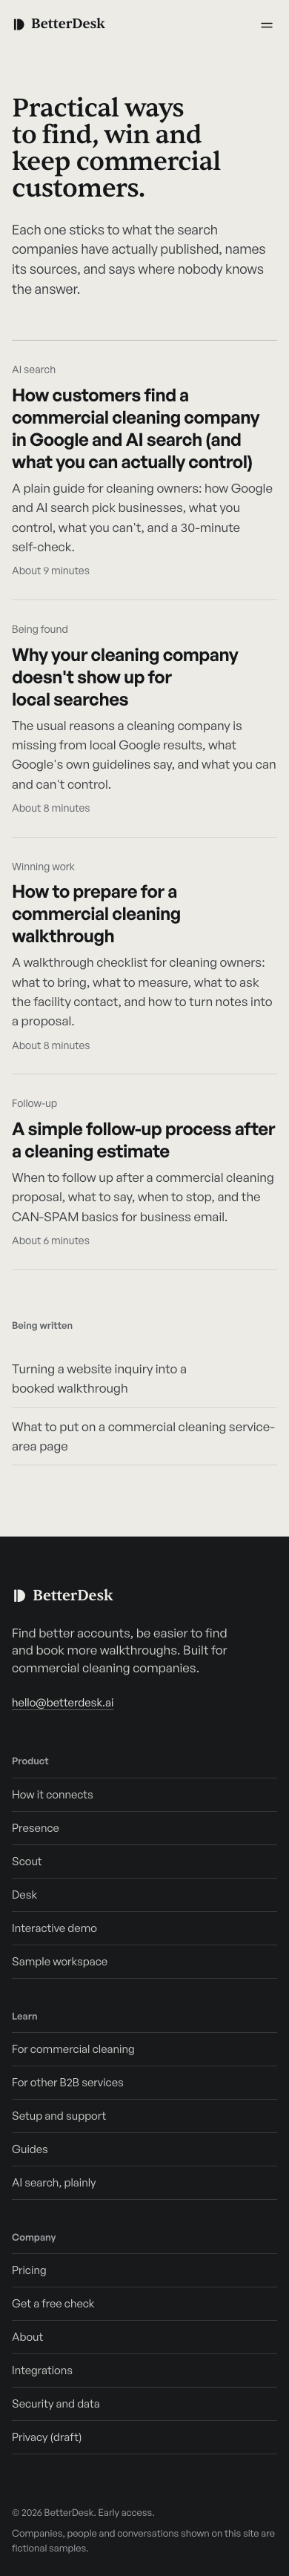 BetterDesk
Practical ways
to find, win and
keep commercial
customers.
Each one sticks to what the search
companies have actually published, names
its sources, and says where nobody knows
the answer.
AI search
How customers find a
commercial cleaning company
in Google and AI search (and
what you can actually control)
A plain guide for cleaning owners: how Google
and AI search pick businesses, what you
control, what you can't, and a 30-minute
self-check.
About 9 minutes
Being found
Why your cleaning company
doesn't show up for
local searches
The usual reasons a cleaning company is
missing from local Google results, what
Google's own guidelines say, and what you can
and can't control.
About 8 minutes
Winning work
How to prepare for a
commercial cleaning
walkthrough
A walkthrough checklist for cleaning owners:
what to bring, what to measure, what to ask
the facility contact, and how to turn notes into
a proposal.
About 8 minutes
Follow-up
A simple follow-up process after
a cleaning estimate
When to follow up after a commercial cleaning
proposal, what to say, when to stop, and the
CAN-SPAM basics for business email.
About 6 minutes
Being written
Turning a website inquiry into a
booked walkthrough
What to put on a commercial cleaning service-
area page
BetterDesk
Find better accounts, be easier to find
and book more walkthroughs. Built for
commercial cleaning companies.
hello@betterdesk.ai
Product
How it connects
Presence
Scout
Desk
Interactive demo
Sample workspace
Learn
For commercial cleaning
For other B2B services
Setup and support
Guides
AI search, plainly
Company
Pricing
Get a free check
About
Integrations
Security and data
Privacy (draft)
© 2026 BetterDesk. Early access.
Companies, people and conversations shown on this site are
fictional samples.